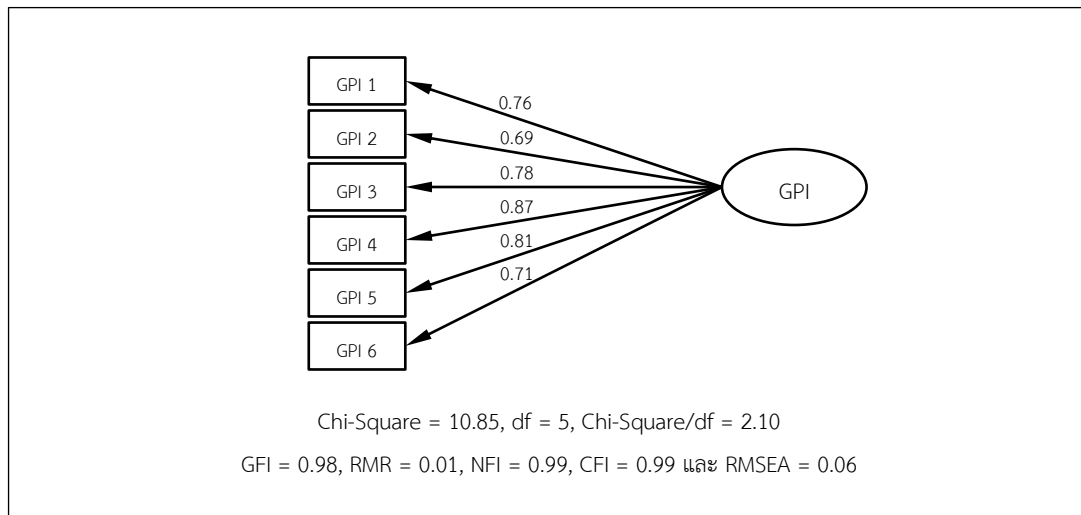 GPI 1
0.76
GPI 2
0.69
GPI 3
0.78
GPI
GPI 4
0.87
GPI 5
0.81
GPI 6
0.71
Chi-Square = 10.85, df = 5, Chi-Square/df = 2.10
GFI = 0.98, RMR = 0.01, NFI = 0.99, CFI = 0.99 และ RMSEA = 0.06